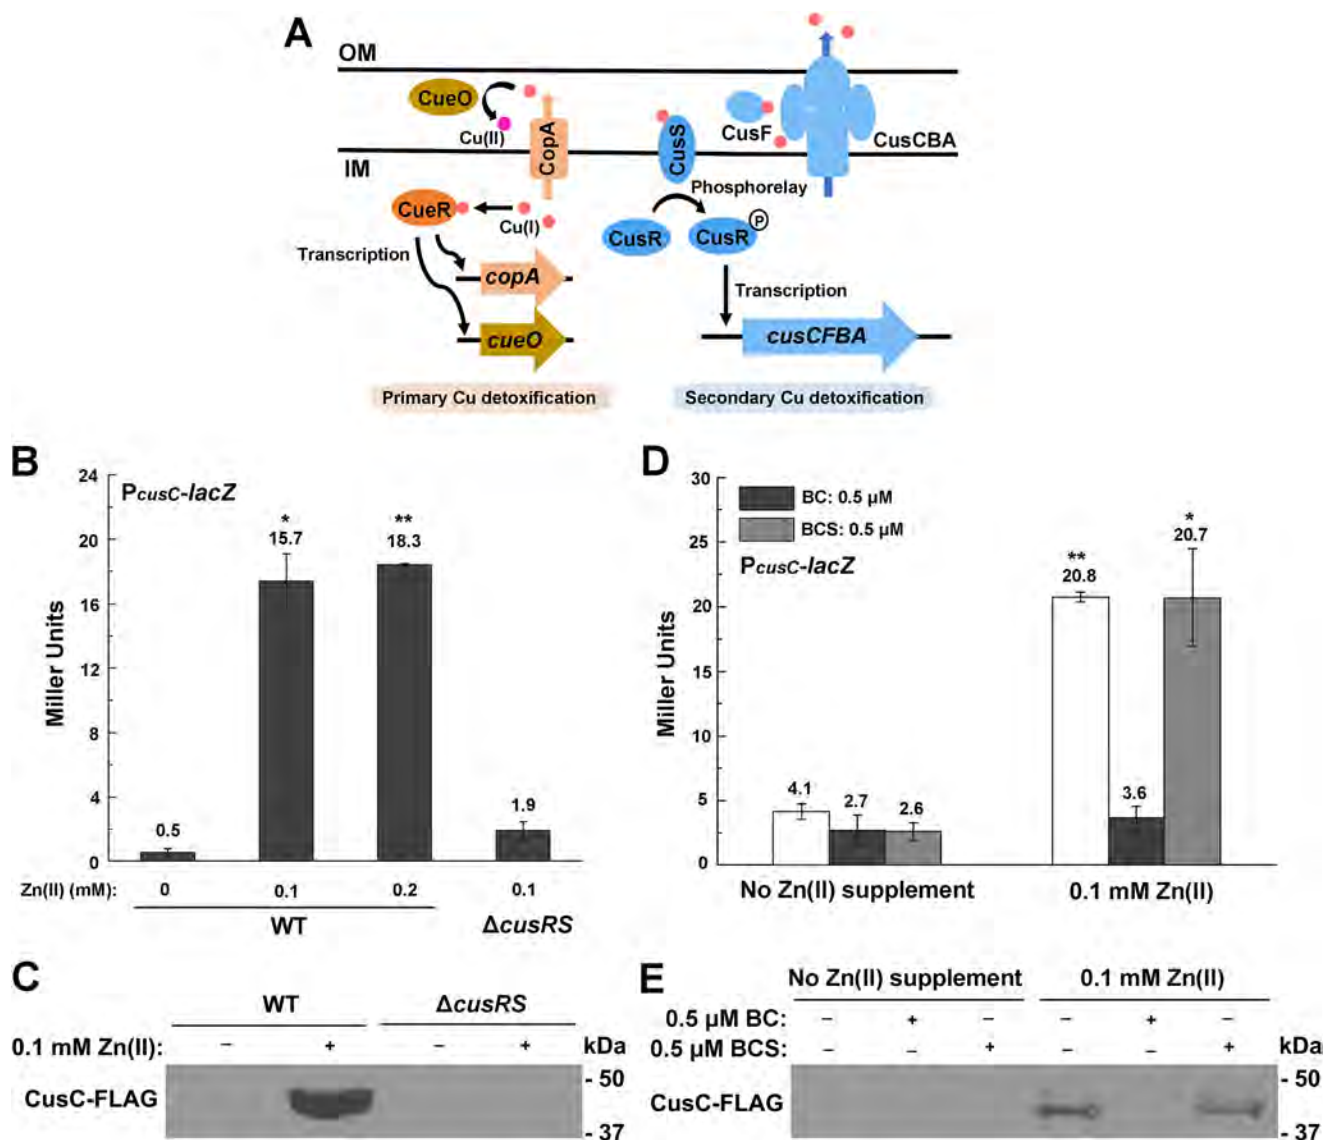 A
OM
CueO
Cu(II)
CopA
CusS
CusF
CusCBA
IM
Phosphorelay
CueR
Cu(I)
CusR
CusR
P
Transcription
copA
cueO
Transcription
cusCFBA
Primary Cu detoxification
Secondary Cu detoxification
B
PcusC-lacZ
Miller Units
24
20
16
12
8
4
0
0.5
*
15.7
**
18.3
1.9
Zn(II) (mM): 0 0.1 0.2 0.1
WT ΔcusRS
D
BC: 0.5 µM
BCS: 0.5 µM
PcusC-lacZ
Miller Units
30
25
20
15
10
5
0
4.1
2.7
2.6
**
20.8
3.6
*
20.7
No Zn(II) supplement 0.1 mM Zn(II)
C
WT ΔcusRS
0.1 mM Zn(II): – + – + kDa
CusC-FLAG
- 50
- 37
E
No Zn(II) supplement 0.1 mM Zn(II)
0.5 µM BC: – + – – + –
0.5 µM BCS: – – + – – + kDa
CusC-FLAG
- 50
- 37